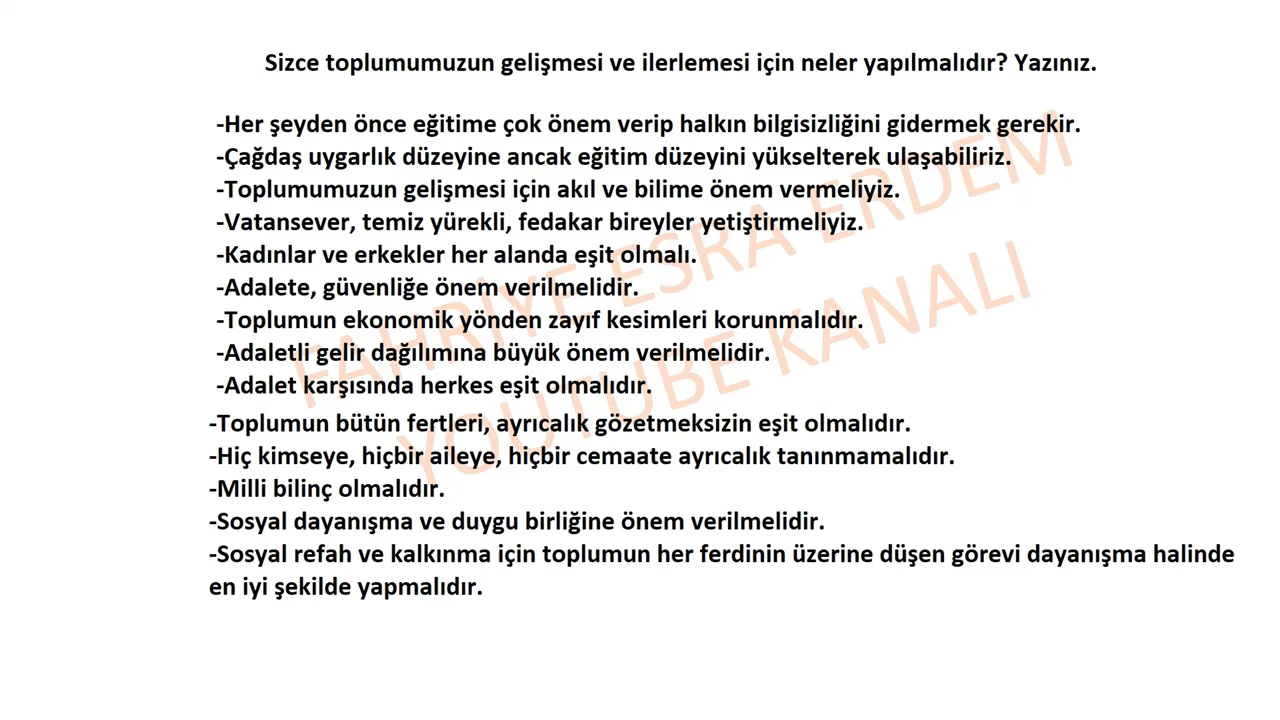 Sizce toplumumuzun gelişmesi ve ilerlemesi için neler yapılmalıdır? Yazınız.
-Her şeyden önce eğitime çok önem verip halkın bilgisizliğini gidermek gerekir.
-Çağdaş uygarlık düzeyine ancak eğitim düzeyini yükselterek ulaşabiliriz.
-Toplumumuzun gelişmesi için akıl ve bilime önem vermeliyiz.
-Vatansever, temiz yürekli, fedakar bireyler yetiştirmeliyiz.
-Kadınlar ve erkekler her alanda eşit olmalı.
-Adalete, güvenliğe önem verilmelidir.
-Toplumun ekonomik yönden zayıf kesimleri korunmalıdır.
-Adaletli gelir dağılımına büyük önem verilmelidir.
-Adalet karşısında herkes eşit olmalıdır.
-Toplumun bütün fertleri, ayrıcalık gözetmeksizin eşit olmalıdır.
-Hiç kimseye, hiçbir aileye, hiçbir cemaate ayrıcalık tanınmamalıdır.
-Milli bilinç olmalıdır.
-Sosyal dayanışma ve duygu birliğine önem verilmelidir.
-Sosyal refah ve kalkınma için toplumun her ferdinin üzerine düşen görevi dayanışma halinde
en iyi şekilde yapmalıdır.
FAHRİYE ESRA ERDEM
YOUTUBE KANALI